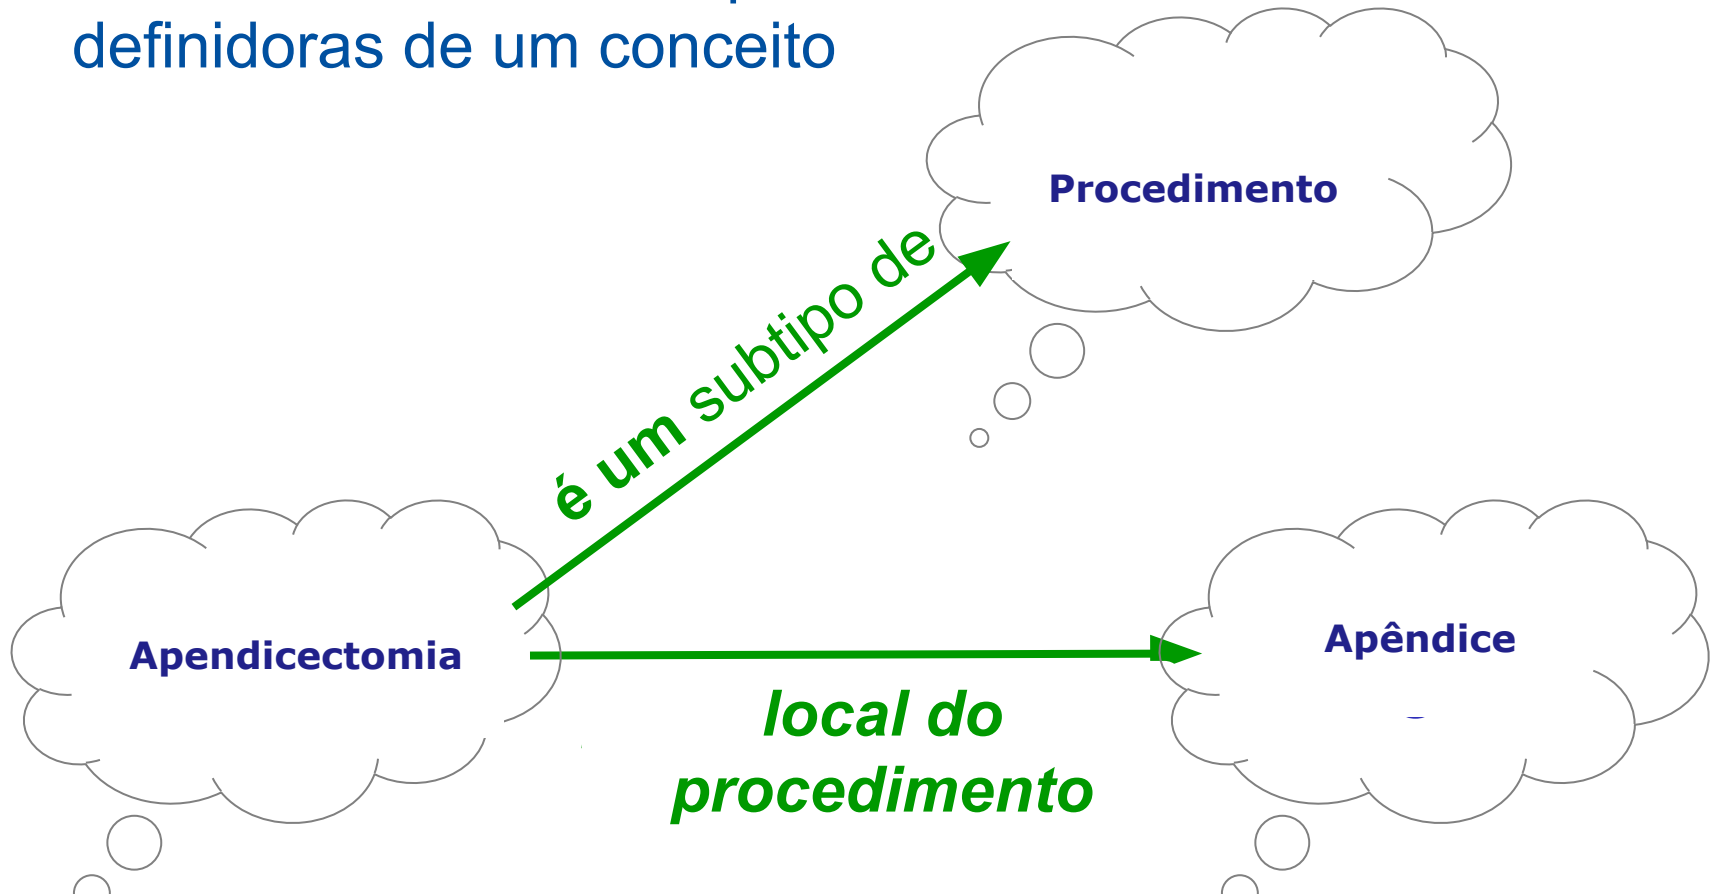 definidoras de um conceito
Procedimento
é um subtipo de
Apendicectomia
Apêndice
local do
procedimento